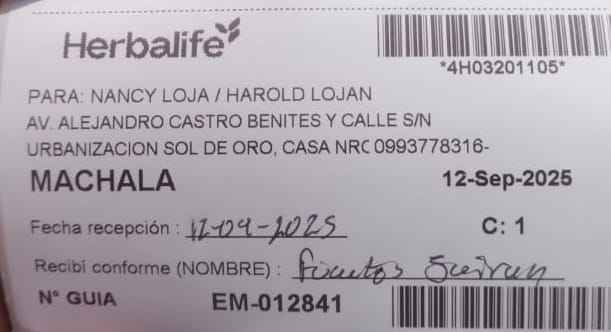 Herbalife
*4H03201105*
PARA: NANCY LOJA / HAROLD LOJAN
AV. ALEJANDRO CASTRO BENITES Y CALLE S/N
URBANIZACION SOL DE ORO, CASA NRC 0993778316-
MACHALA 12-Sep-2025
Fecha recepción : 12-09-2025 C: 1
Recibí conforme (NOMBRE) :
N° GUIA EM-012841